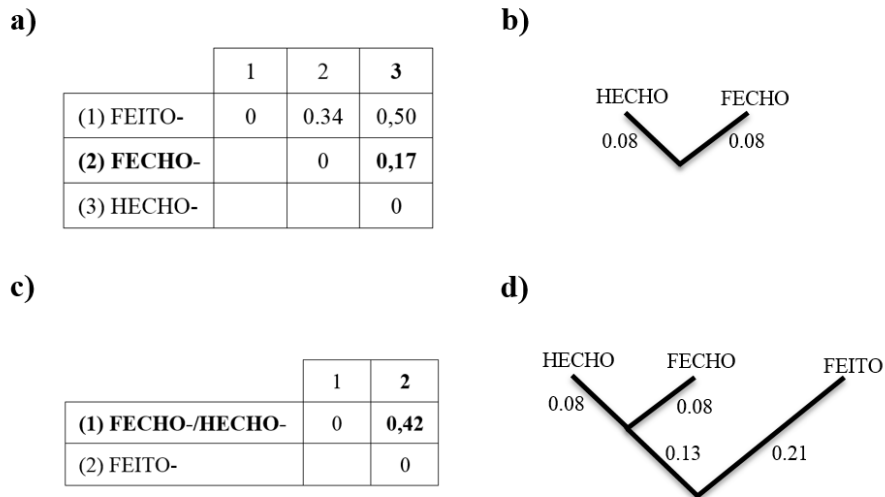 a)
1 2 3
(1) FEITO- 0 0.34 0,50
(2) FECHO- 0 0,17
(3) HECHO- 0
b)
HECHO FECHO
0.08 0.08
c)
1 2
(1) FECHO-/HECHO- 0 0,42
(2) FEITO- 0
d)
HECHO FECHO FEITO
0.08 0.08
0.13 0.21